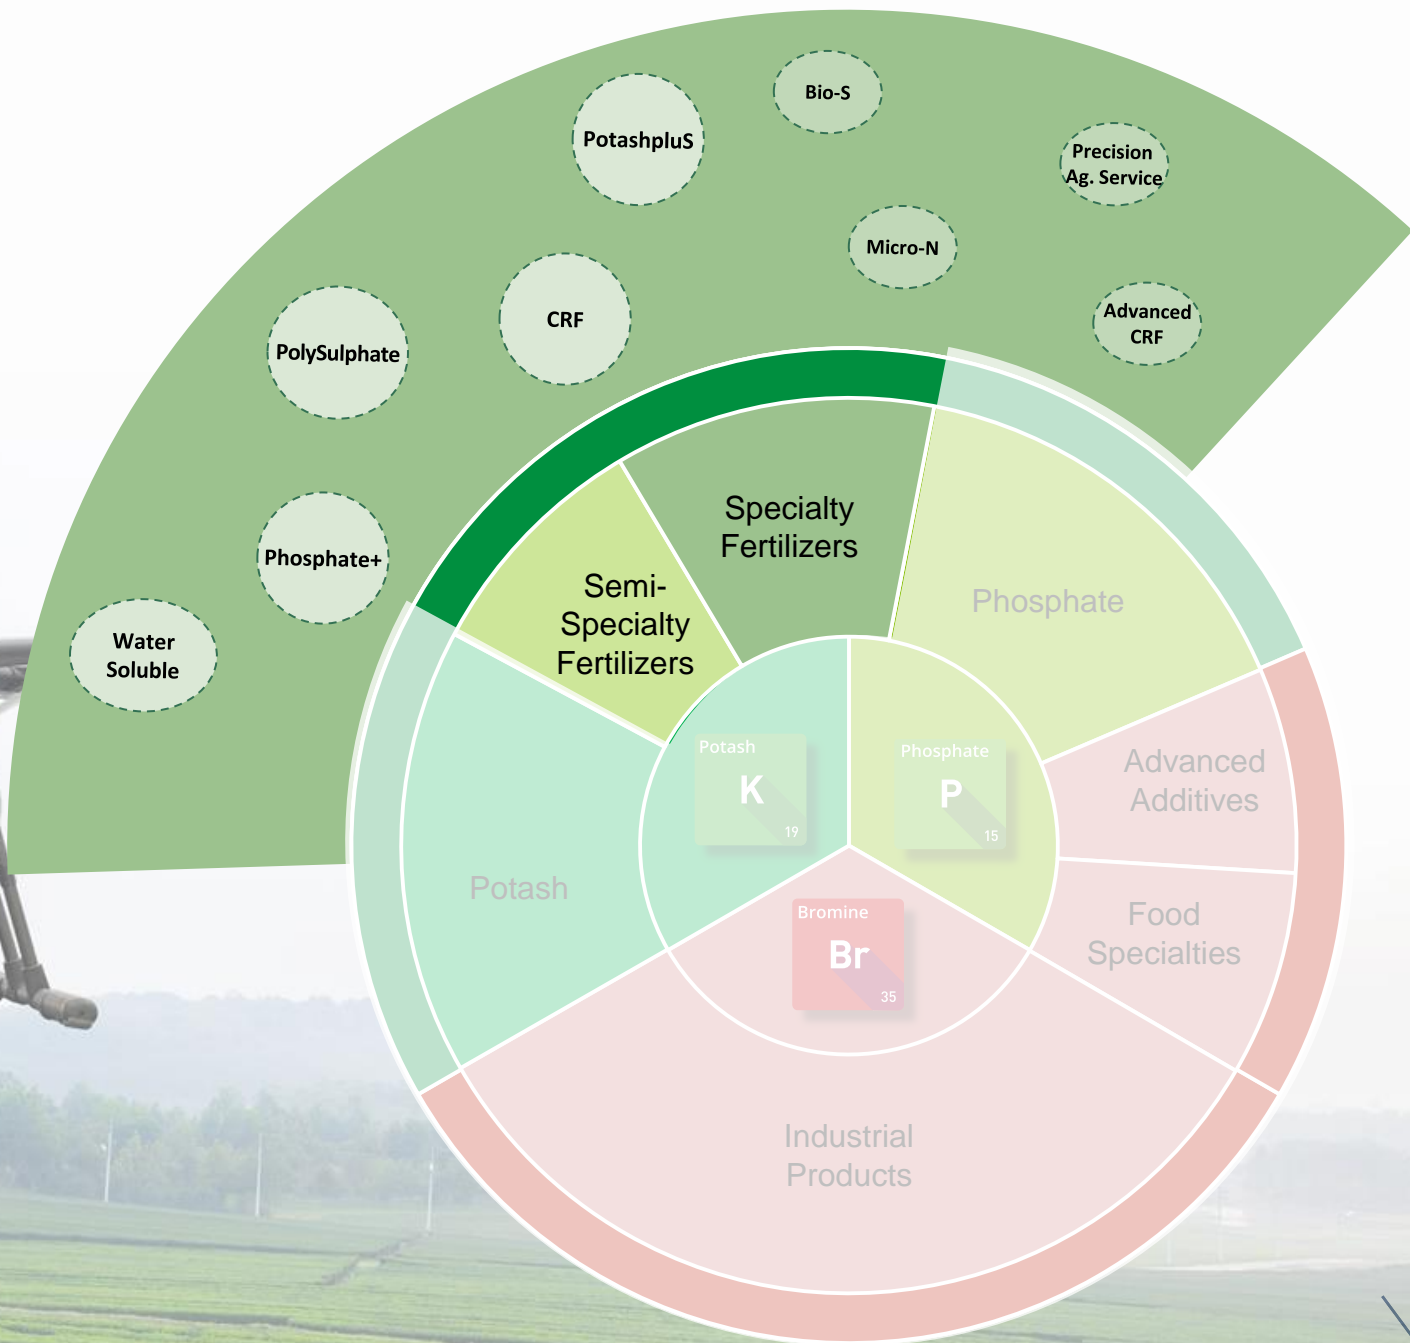 Bio-S
PotashpluS
Precision
Ag. Service
Micro-N
CRF
Advanced
CRF
PolySulphate
Phosphate+
Water
Soluble
Specialty
Fertilizers
Semi-
Specialty
Fertilizers
Phosphate
Advanced
Additives
Food
Specialties
Industrial
Products
Potash
Potash
K
19
Phosphate
P
15
Bromine
Br
35